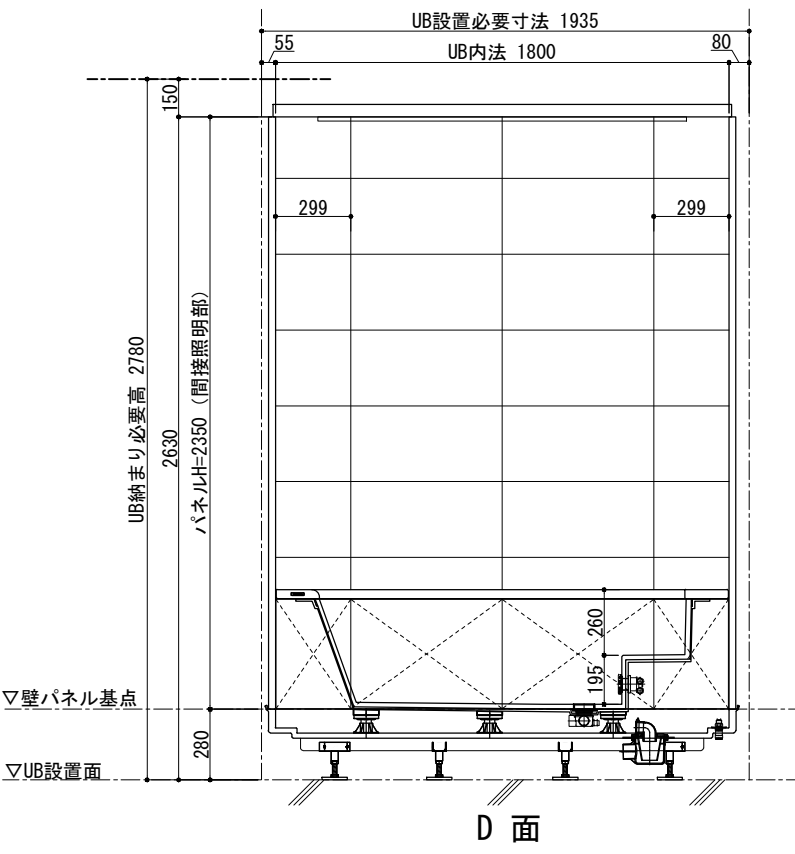 UB設置必要寸法 1935
55
UB内法 1800
80
150
299
299
UB納まり必要高 2780
2630
パネルH=2350 (間接照明部)
260
195
▽壁パネル基点
280
▽UB設置面
D 面